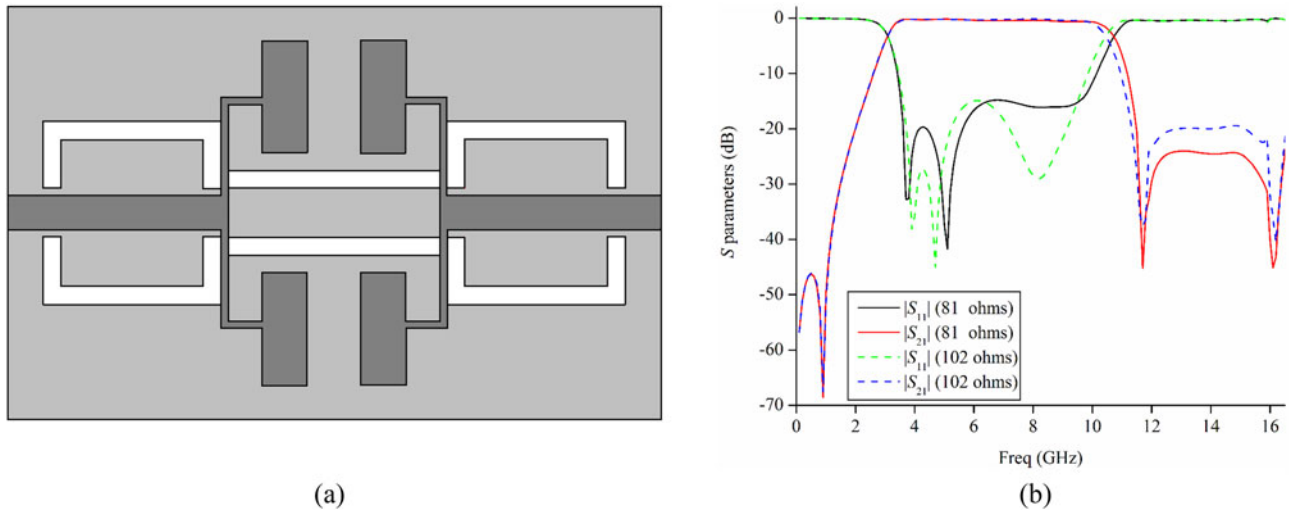 0
-10
-20
-30
-40
-50
-60
-70
S parameters (dB)
|S11| (81 ohms)
|S21| (81 ohms)
|S11| (102 ohms)
|S21| (102 ohms)
0 2 4 6 8 10 12 14 16
Freq (GHz)
(a) (b)